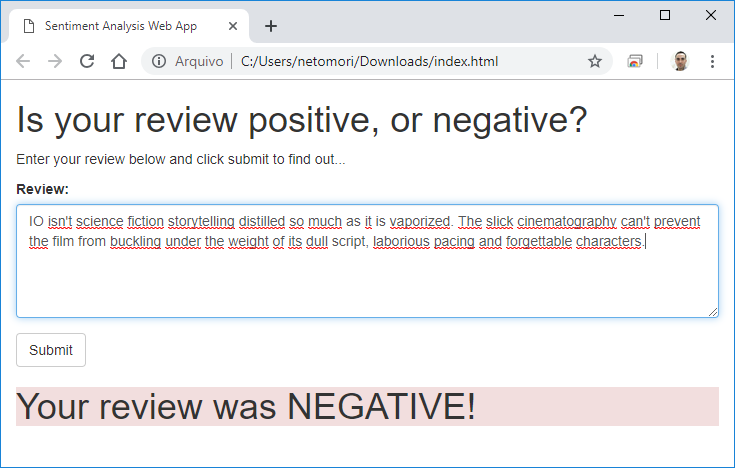 Sentiment Analysis Web App
Arquivo C:/Users/netomori/Downloads/index.html
Is your review positive, or negative?
Enter your review below and click submit to find out...
Review:
IO isn't science fiction storytelling distilled so much as it is vaporized. The slick cinematography can't prevent
the film from buckling under the weight of its dull script, laborious pacing and forgettable characters.
Submit
Your review was NEGATIVE!